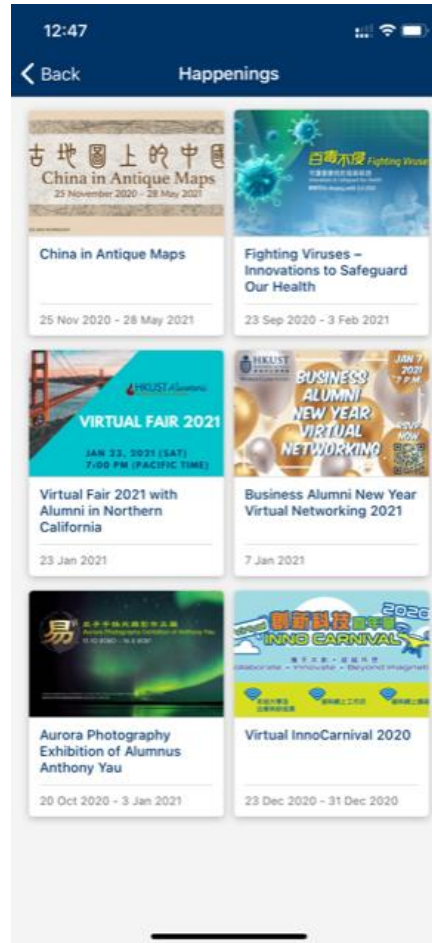 12:47
Back
Happenings
古地圖上的中國
China in Antique Maps
25 November 2020 - 28 May 2021
China in Antique Maps
25 Nov 2020 - 28 May 2021
百毒不侵 Fighting Viruses
Fighting Viruses –
Innovations to Safeguard
Our Health
23 Sep 2020 - 3 Feb 2021
HKUST Alumni
VIRTUAL FAIR 2021
JAN 23, 2021 (SAT)
7:00 PM (PACIFIC TIME)
Virtual Fair 2021 with
Alumni in Northern
California
23 Jan 2021
HKUST
JAN 7
2021
7 PM
BUSINESS
ALUMNI
NEW YEAR
VIRTUAL
NETWORKING
RSVP
NOW
Business Alumni New Year
Virtual Networking 2021
7 Jan 2021
易
Aurora Photography Exhibition of Anthony Yau
Aurora Photography
Exhibition of Alumnus
Anthony Yau
20 Oct 2020 - 3 Jan 2021
Virtual
創新科技嘉年華
2020
INNO CARNIVAL
Collaborate • Innovate • Beyond Imagination
Virtual InnoCarnival 2020
23 Dec 2020 - 31 Dec 2020